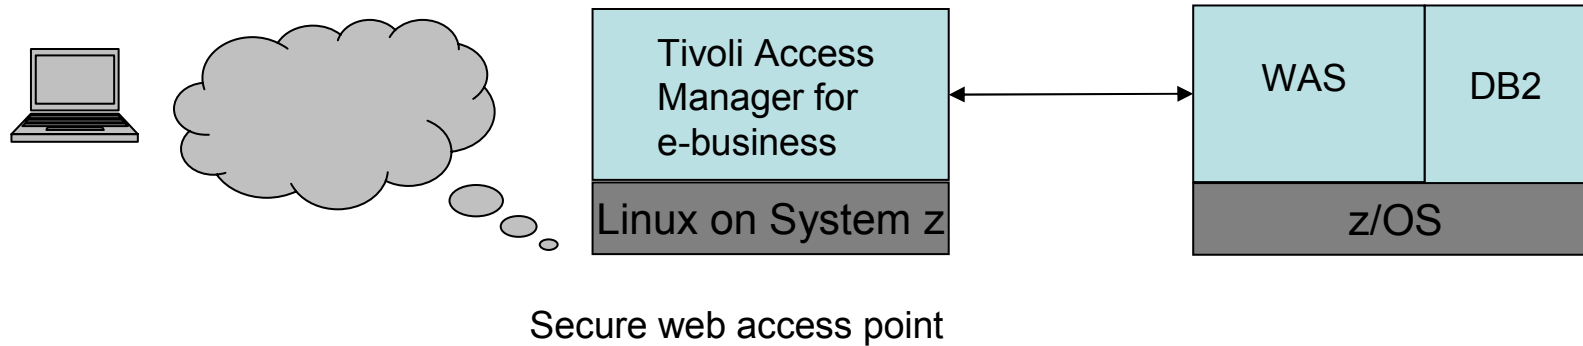 Tivoli Access
Manager for
e-business
Linux on System z
WAS
DB2
z/OS
Secure web access point